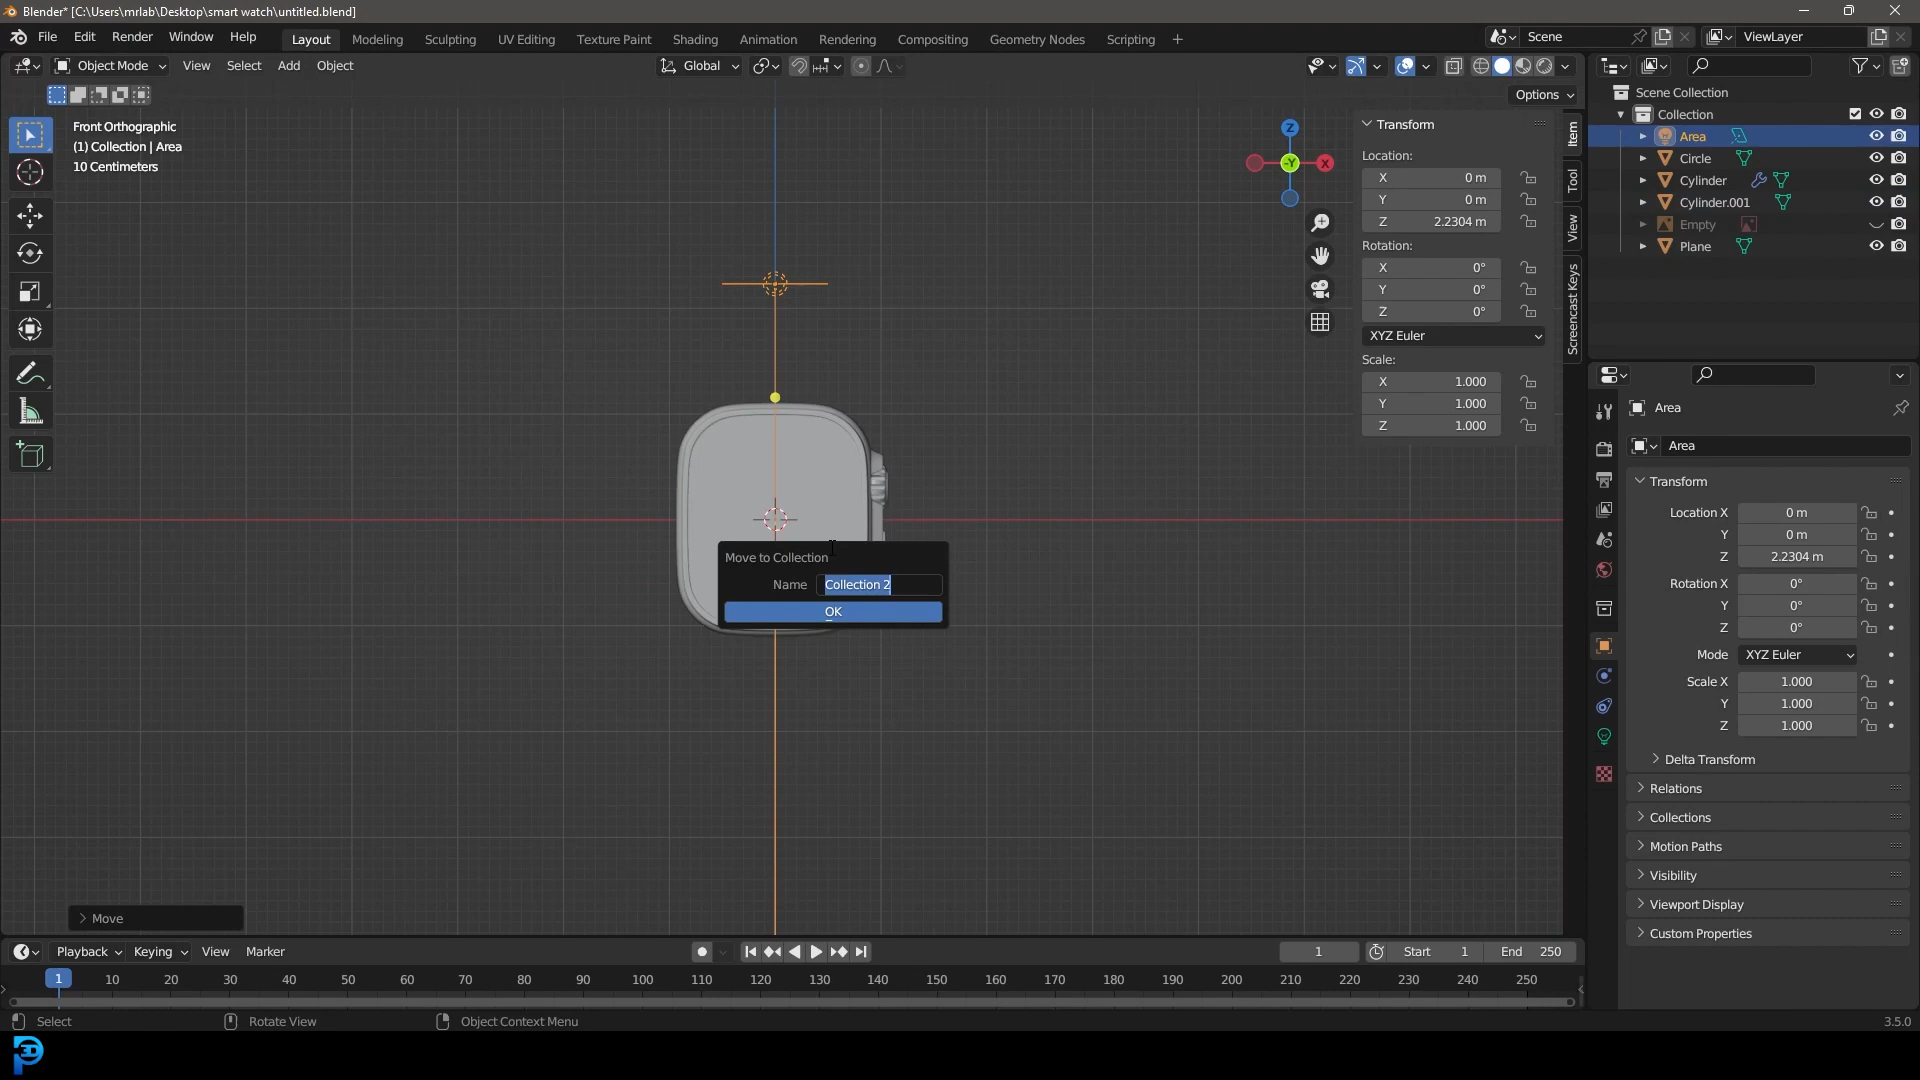 Blender* [C:\Users\mrlab\Desktop\smart watch\untitled.blend]
File Edit Render Window Help Layout Modeling Sculpting UV Editing Texture Paint Shading Animation Rendering Compositing Geometry Nodes Scripting + Scene ViewLayer
Object Mode View Select Add Object Global
Options
Front Orthographic
(1) Collection | Area
10 Centimeters
Z
-Y
X
Transform
Location:
X 0 m
Y 0 m
Z 2.2304 m
Rotation:
X 0°
Y 0°
Z 0°
XYZ Euler
Scale:
X 1.000
Y 1.000
Z 1.000
Item
Tool
View
Screencast Keys
Scene Collection
Collection
Area
Circle
Cylinder
Cylinder.001
Empty
Plane
Area
Area
Transform
Location X 0 m
Y 0 m
Z 2.2304 m
Rotation X 0°
Y 0°
Z 0°
Mode XYZ Euler
Scale X 1.000
Y 1.000
Z 1.000
Delta Transform
Relations
Collections
Motion Paths
Visibility
Viewport Display
Custom Properties
Move to Collection
Name Collection 2
OK
Move
Playback Keying View Marker 1 Start 1 End 250
1 10 20 30 40 50 60 70 80 90 100 110 120 130 140 150 160 170 180 190 200 210 220 230 240 250
Select Rotate View Object Context Menu 3.5.0